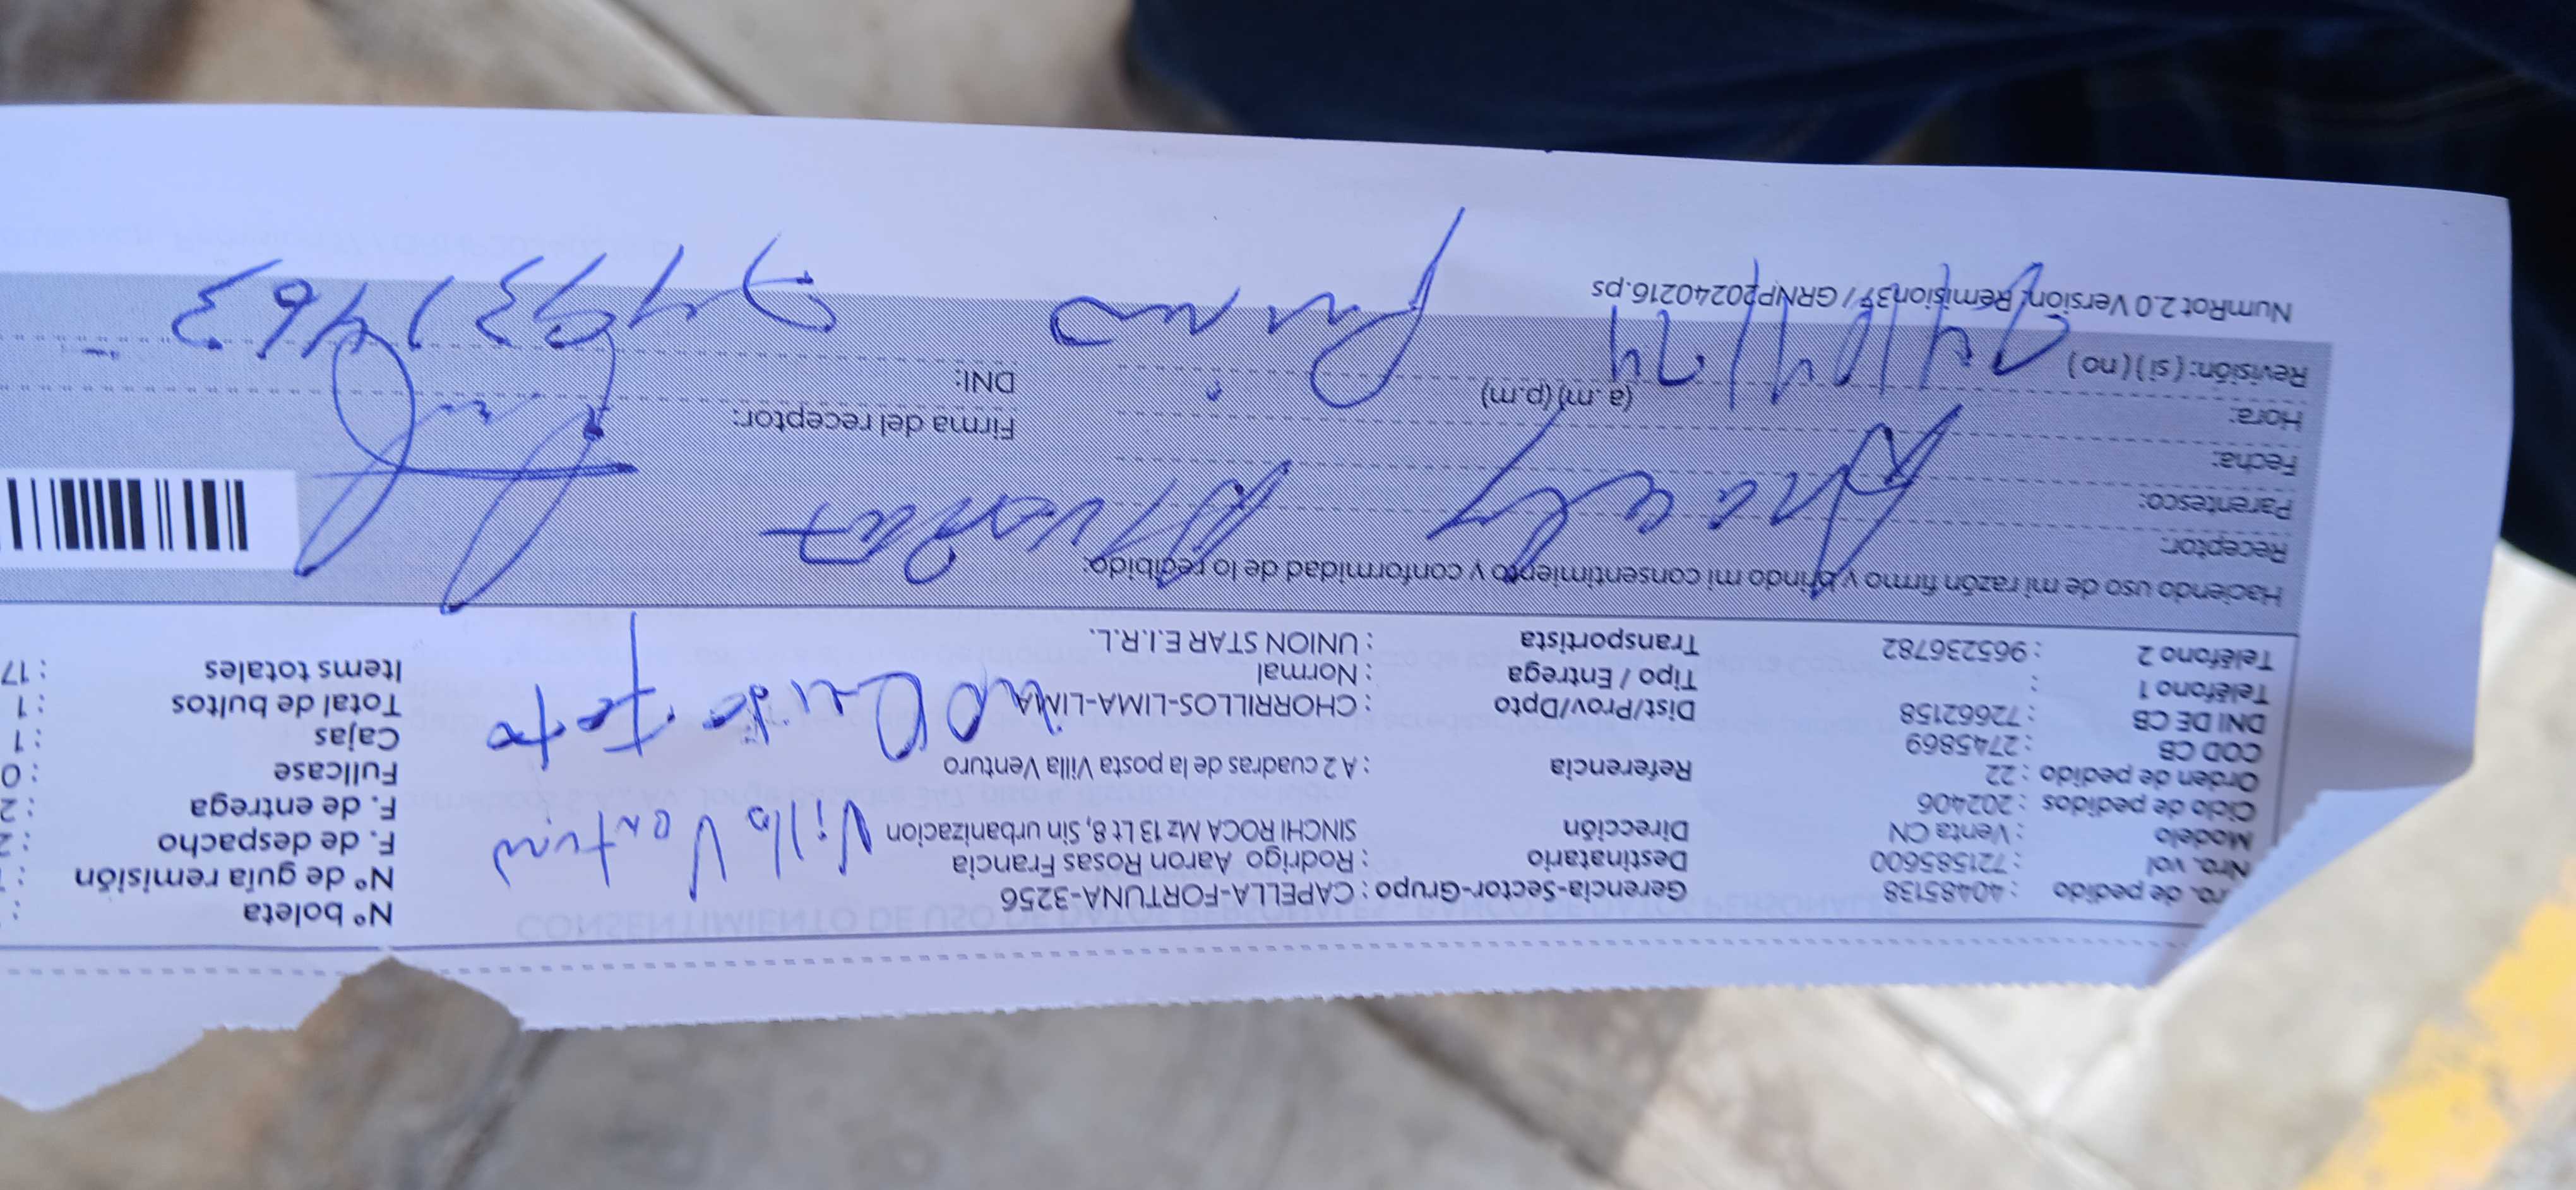 ro. de pedido : 40485138 Gerencia-Sector-Grupo : CAPELLA-FORTUNA-3256 N° boleta :
Nro. vol : 721585600 Destinatario : Rodrigo Aaron Rosas Francia N° de guía remisión :
Modelo : Venta CN Dirección SINCHI ROCA Mz 13 Lt 8, Sin urbanizacion Villa Venturo F. de despacho : 2
Ciclo de pedidos : 202406 F. de entrega : 2
Orden de pedido : 22 Referencia : A 2 cuadras de la posta Villa Venturo Fullcase : 0
COD CB : 2745869 Cajas : 1
DNI DE CB : 72662158 Dist/Prov/Dpto : CHORRILLOS-LIMA-LIMA no foto Total de bultos : 1
Teléfono 1 : Tipo / Entrega : Normal Items totales : 17
Teléfono 2 : 965236782 Transportista : UNION STAR E.I.R.L.
Haciendo uso de mi razón firmo y brindo mi consentimiento y conformidad de lo recibido:
Receptor:
Parentesco:
Fecha:
Hora: (a.m) (p.m) Firma del receptor:
Revisión: (si) (no) DNI:
NumRot 2.0 Versión: Remision37 / GRNP20240216.ps